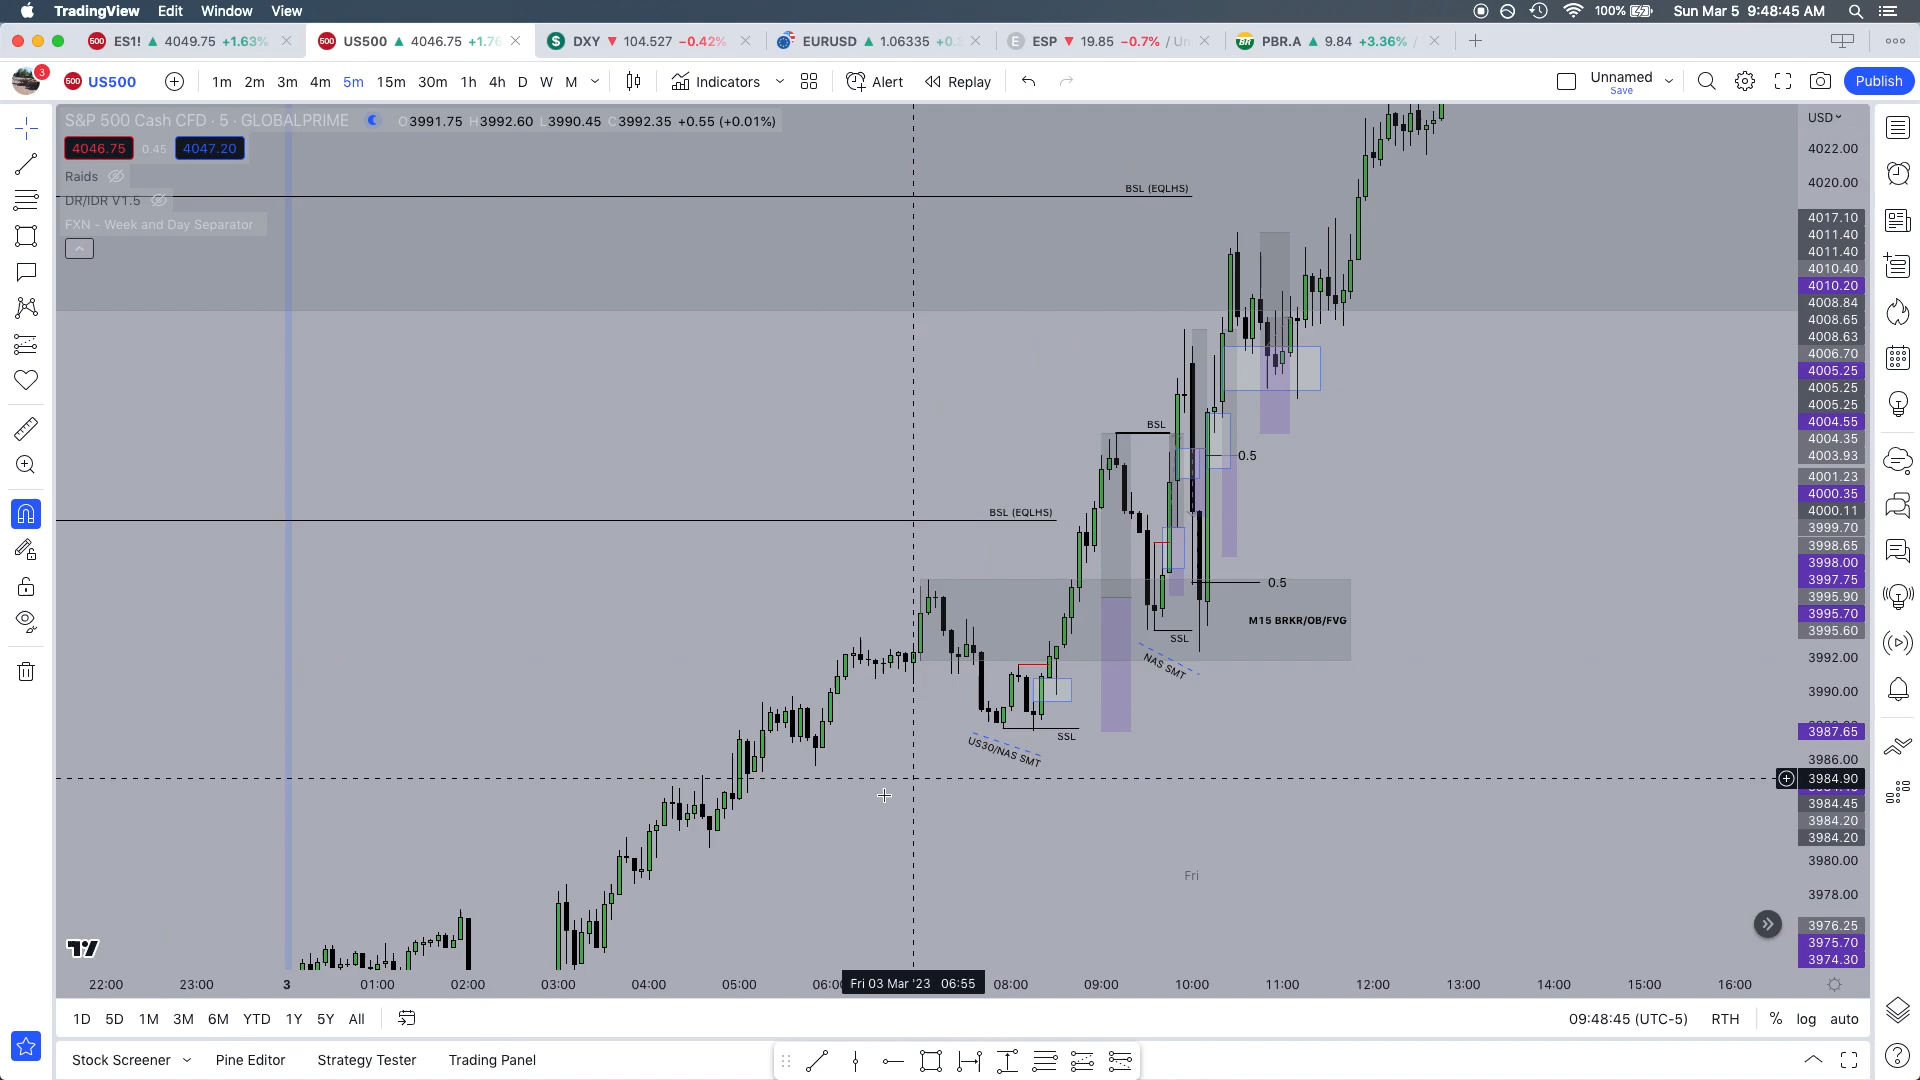 TradingView Edit Window View 100% Sun Mar 5 9:48:45 AM
500 ES1! ▲ 4049.75 +1.63% 500 US500 ▲ 4046.75 +1.76 S DXY ▼ 104.527 −0.42% EURUSD ▲ 1.06335 +0. E ESP ▼ 19.85 −0.7% / Un PBR.A ▲ 9.84 +3.36% /
3 500 US500 1m 2m 3m 4m 5m 15m 30m 1h 4h D W M Indicators Alert Replay Unnamed Save Publish
S&P 500 Cash CFD · 5 · GLOBALPRIME O3991.75 H3992.60 L3990.45 C3992.35 +0.55 (+0.01%)
4046.75 0.45 4047.20
Raids
DR/IDR V1.5
FXN - Week and Day Separator
BSL (EQLHS)
BSL
0.5
BSL (EQLHS)
0.5
M15 BRKR/OB/FVG
SSL
NAS SMT
SSL
US30/NAS SMT
Fri
USD
4022.00
4020.00
4017.10
4011.40
4011.40
4010.40
4010.20
4008.84
4008.65
4008.63
4006.70
4005.25
4005.25
4005.25
4004.55
4004.35
4003.93
4001.23
4000.35
4000.11
3999.70
3998.65
3998.00
3997.75
3995.90
3995.70
3995.60
3992.00
3990.00
3987.65
3986.00
3984.90
3984.45
3984.20
3984.20
3980.00
3978.00
3976.25
3975.70
3974.30
22:00 23:00 3 01:00 02:00 03:00 04:00 05:00 06:0 Fri 03 Mar '23 06:55 08:00 09:00 10:00 11:00 12:00 13:00 14:00 15:00 16:00
1D 5D 1M 3M 6M YTD 1Y 5Y All 09:48:45 (UTC-5) RTH % log auto
Stock Screener Pine Editor Strategy Tester Trading Panel